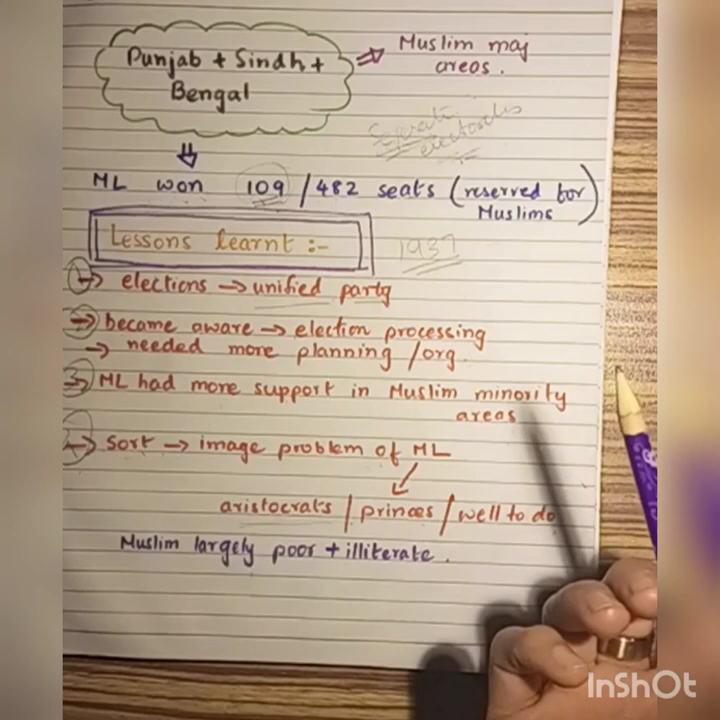 Punjab + Sindh +
Bengal
⇒ Muslim maj
areas.
Separate
electorates
⇓
ML won 109 / 482 seats (reserved for
Muslims)
Lessons learnt :-
1937
1→ elections → unified party
2→ became aware → election processing
→ needed more planning / org.
3→ ML had more support in Muslim minority
areas
4→ sort → image problem of ML
aristocrats / princes / well to do
Muslim largely poor + illiterate.
InShOt